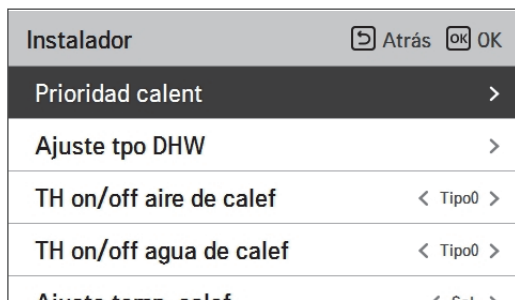 Instalador Atrás OK OK
Prioridad calent >
Ajuste tpo DHW >
TH on/off aire de calef < Tipo0 >
TH on/off agua de calef < Tipo0 >